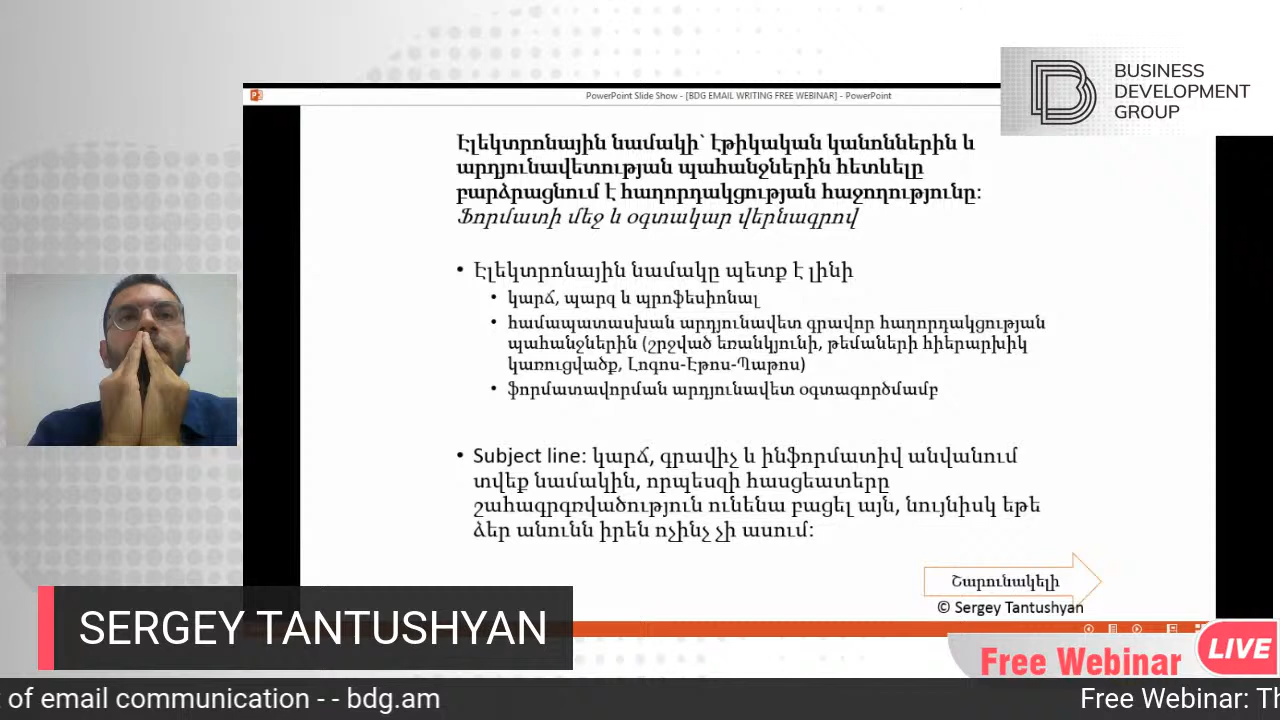 BUSINESS
DEVELOPMENT
GROUP
PowerPoint Slide Show - [BDG EMAIL WRITING FREE WEBINAR] - PowerPoint
Էլեկտրոնային նամակի՝ էթիկական կանոններին և
արդյունավետության պահանջներին հետևելը
բարձրացնում է հաղորդակցության հաջողությունը:
Ֆորմատի մեջ և օգտակար վերնագրով
• Էլեկտրոնային նամակը պետք է լինի
• կարճ, պարզ և պրոֆեսիոնալ
• համապատասխան արդյունավետ գրավոր հաղորդակցության
պահանջներին (շրջված եռանկյունի, թեմաների հիերարխիկ
կառուցվածք, Լոգոս-Էթոս-Պաթոս)
• ֆորմատավորման արդյունավետ օգտագործմամբ
• Subject line: կարճ, գրավիչ և ինֆորմատիվ անվանում
տվեք նամակին, որպեսզի հասցեատերը
շահագրգռվածություն ունենա բացել այն, նույնիսկ եթե
ձեր անունն իրեն ոչինչ չի ասում:
Շարունակելի
© Sergey Tantushyan
SERGEY TANTUSHYAN
LIVE
Free Webinar
of email communication - - bdg.am
Free Webinar: Th